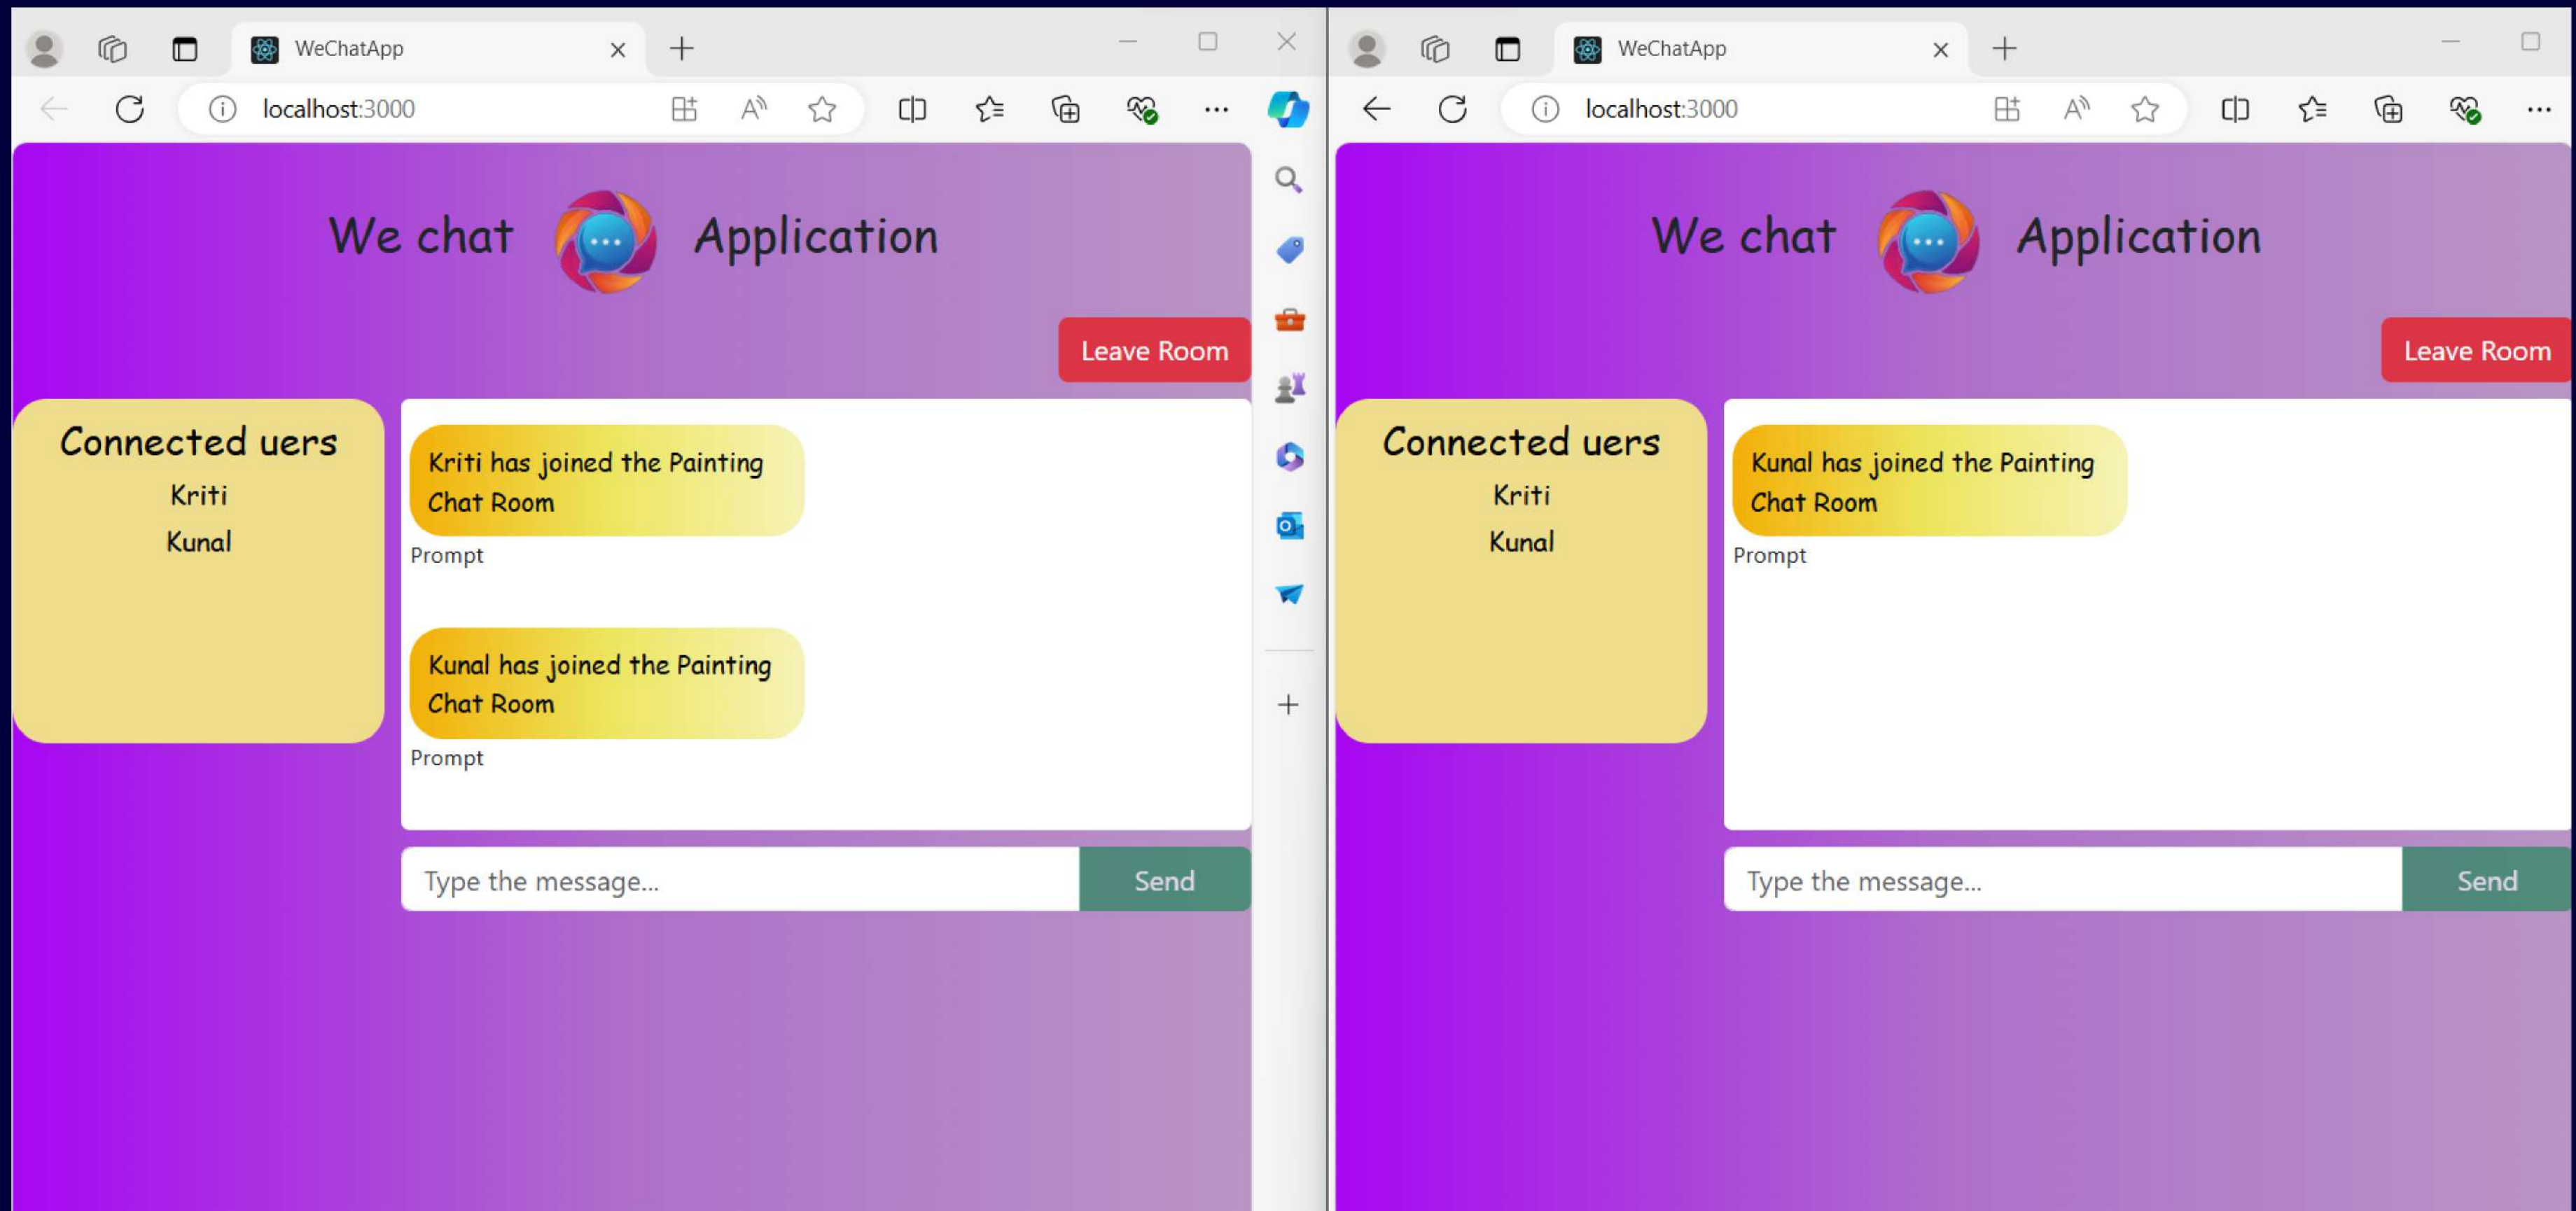 WeChatApp
localhost:3000
We chat Application
Leave Room
Connected uers
Kriti
Kunal
Kriti has joined the Painting
Chat Room
Prompt
Kunal has joined the Painting
Chat Room
Prompt
Type the message...
Send
WeChatApp
localhost:3000
We chat Application
Leave Room
Connected uers
Kriti
Kunal
Kunal has joined the Painting
Chat Room
Prompt
Type the message...
Send